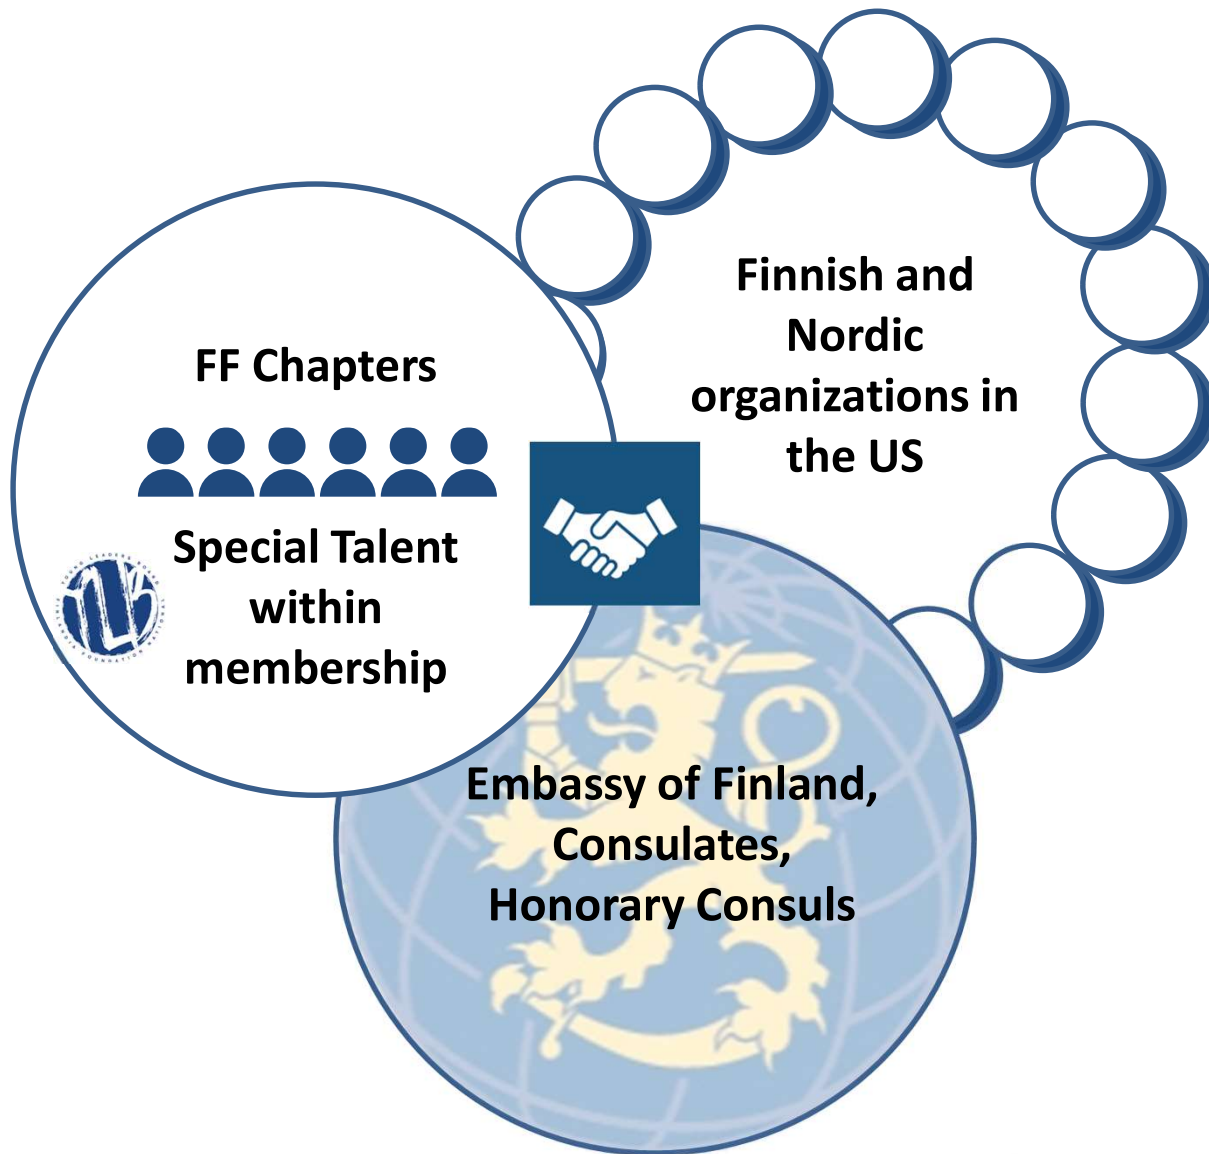 FF Chapters
Special Talent
within
membership
Finnish and
Nordic
organizations in
the US
Embassy of Finland,
Consulates,
Honorary Consuls
YLB